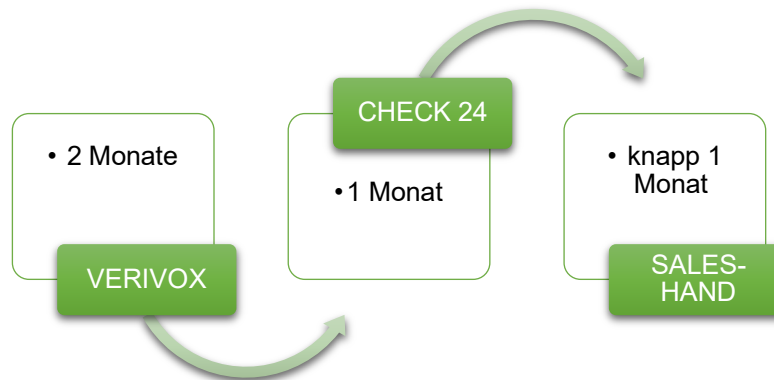 • 2 Monate
VERIVOX
CHECK 24
• 1 Monat
• knapp 1
Monat
SALES-
HAND